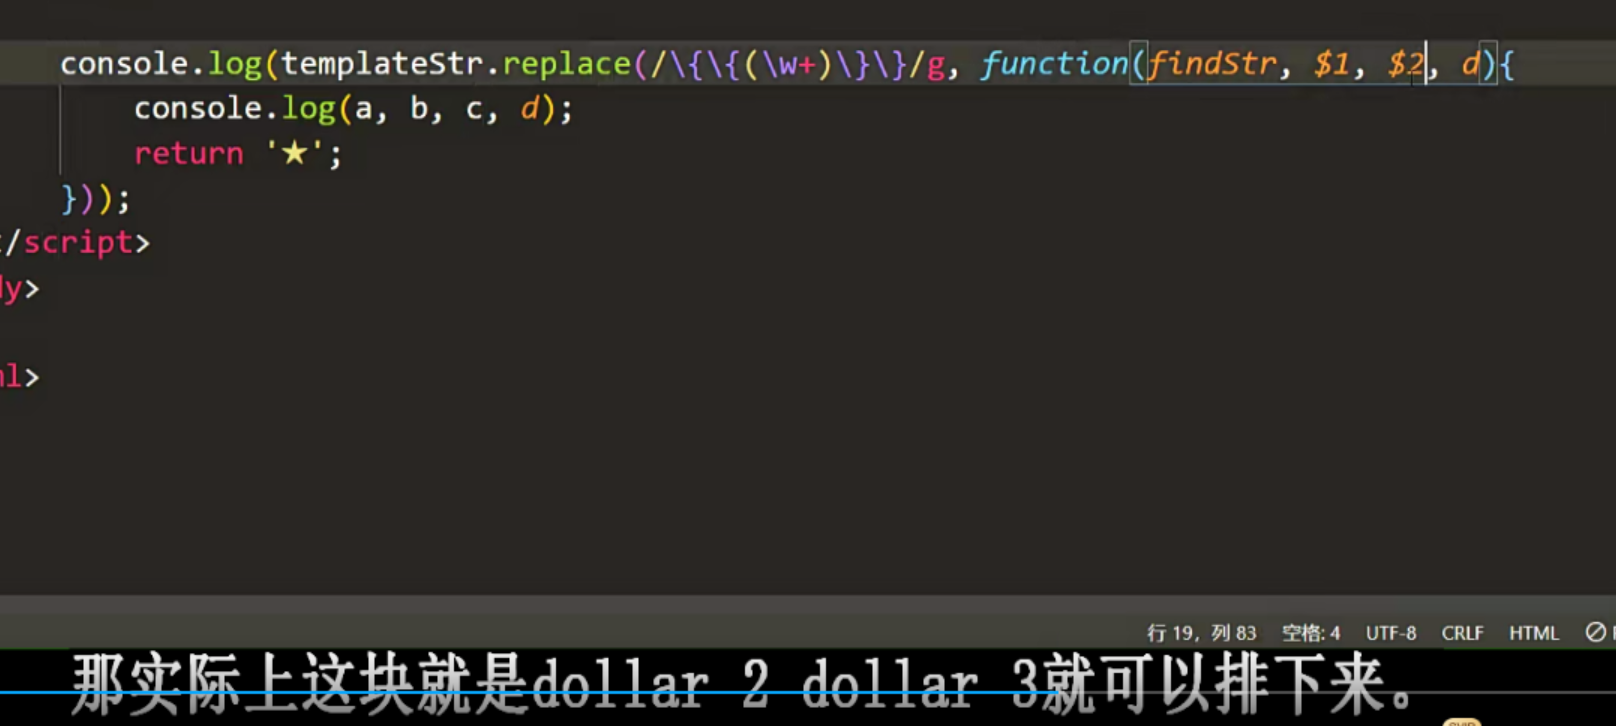 console.log(templateStr.replace(/\{\{(\w+)\}\}/g, function(findStr, $1, $2, d){
console.log(a, b, c, d);
return '★';
}));
/script>
dy>
ml>
行 19，列 83 空格: 4 UTF-8 CRLF HTML
那实际上这块就是dollar 2 dollar 3就可以排下来。